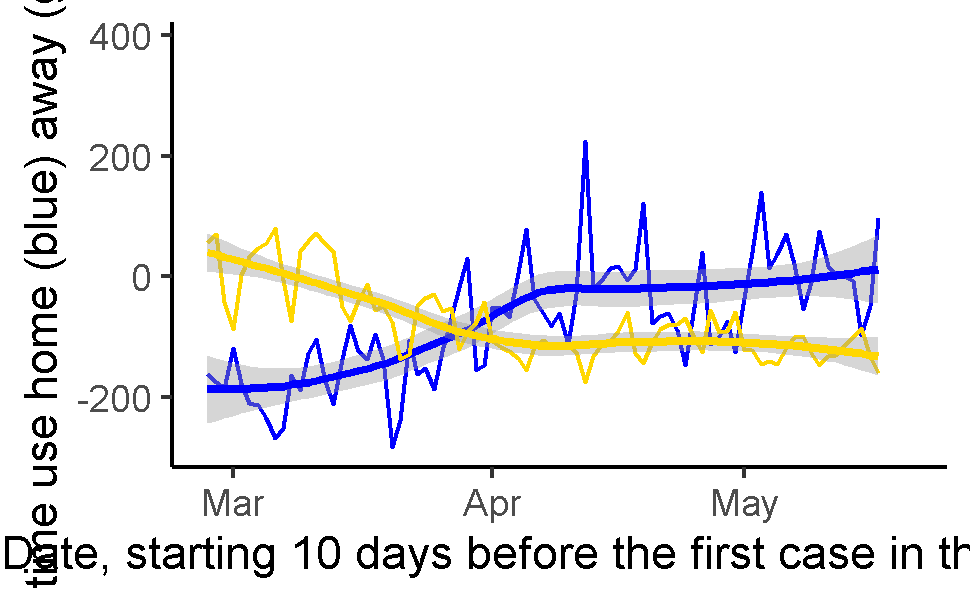 400
200
0
-200
time use home (blue) away (
Mar Apr May
Date, starting 10 days before the first case in th